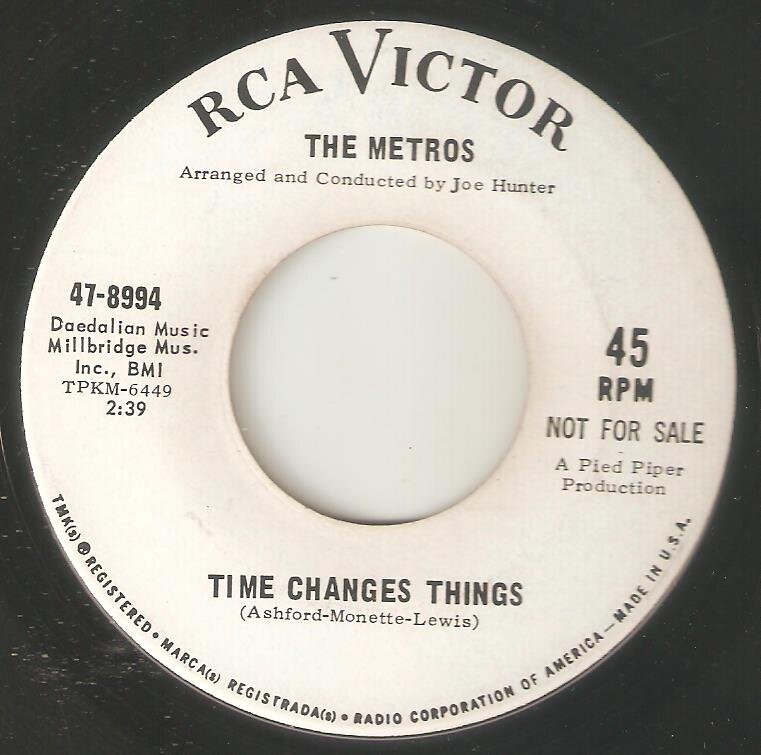 RCA VICTOR
THE METROS
Arranged and Conducted by Joe Hunter
47-8994
Daedalian Music
Millbridge Mus.
Inc., BMI
TPKM-6449
2:39
45
RPM
NOT FOR SALE
A Pied Piper
Production
TIME CHANGES THINGS
(Ashford-Monette-Lewis)
TMK(s) ® REGISTERED • MARCA(s) REGISTRADA(s) • RADIO CORPORATION OF AMERICA — MADE IN U.S.A.